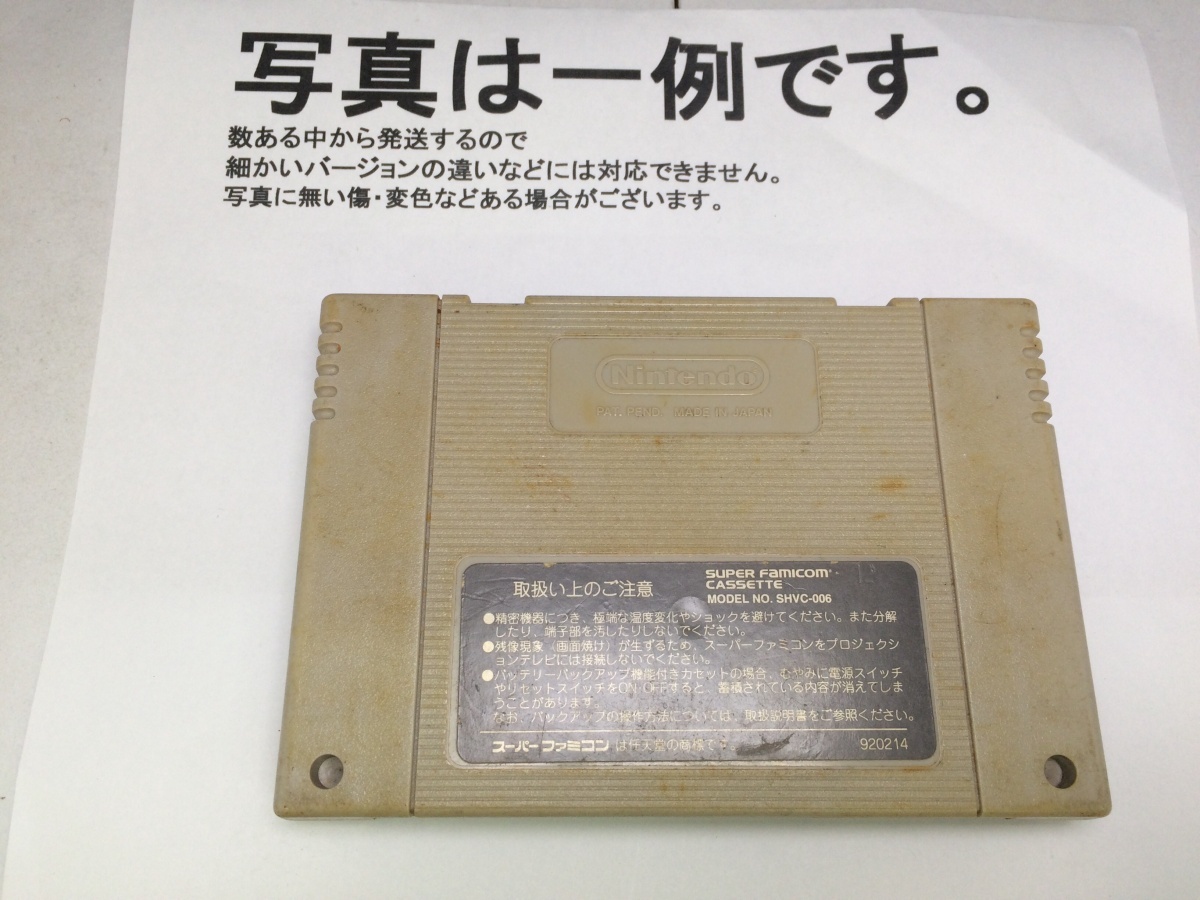 写真は一例です。
数ある中から発送するので
細かいバージョンの違いなどには対応できません。
写真に無い傷・変色などある場合がございます。
Nintendo
PAT. PEND. MADE IN JAPAN
取扱い上のご注意
SUPER FAMICOM
CASSETTE
MODEL NO. SHVC-006
●精密機器につき、極端な温度変化やショックを避けてください。また分解
したり、端子部を汚したりしないでください。
●残像現象(画面焼け)が生ずるため、スーパーファミコンをプロジェクシ
ョンテレビには接続しないでください。
●バッテリーバックアップ機能付きカセットの場合、むやみに電源スイッチ
やリセットスイッチをON OFFすると、蓄積されている内容が消えてしま
うことがあります。
なお、バックアップの操作方法については、取扱説明書をご参照ください。
スーパーファミコンは任天堂の商標です。
920214